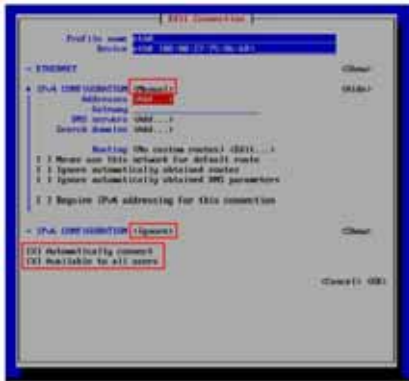 Edit Connection
Profile name eth0
Device eth0
ETHERNET <Show>
IPv4 CONFIGURATION <Manual> <Hide>
Addresses <Add...>
Gateway
DNS servers <Add...>
Search domains <Add...>
Routing (No custom routes) <Edit...>
[ ] Never use this network for default route
[ ] Ignore automatically obtained routes
[ ] Ignore automatically obtained DNS parameters
[ ] Require IPv4 addressing for this connection
IPv6 CONFIGURATION <Ignore> <Show>
[X] Automatically connect
[X] Available to all users
<Cancel> <OK>